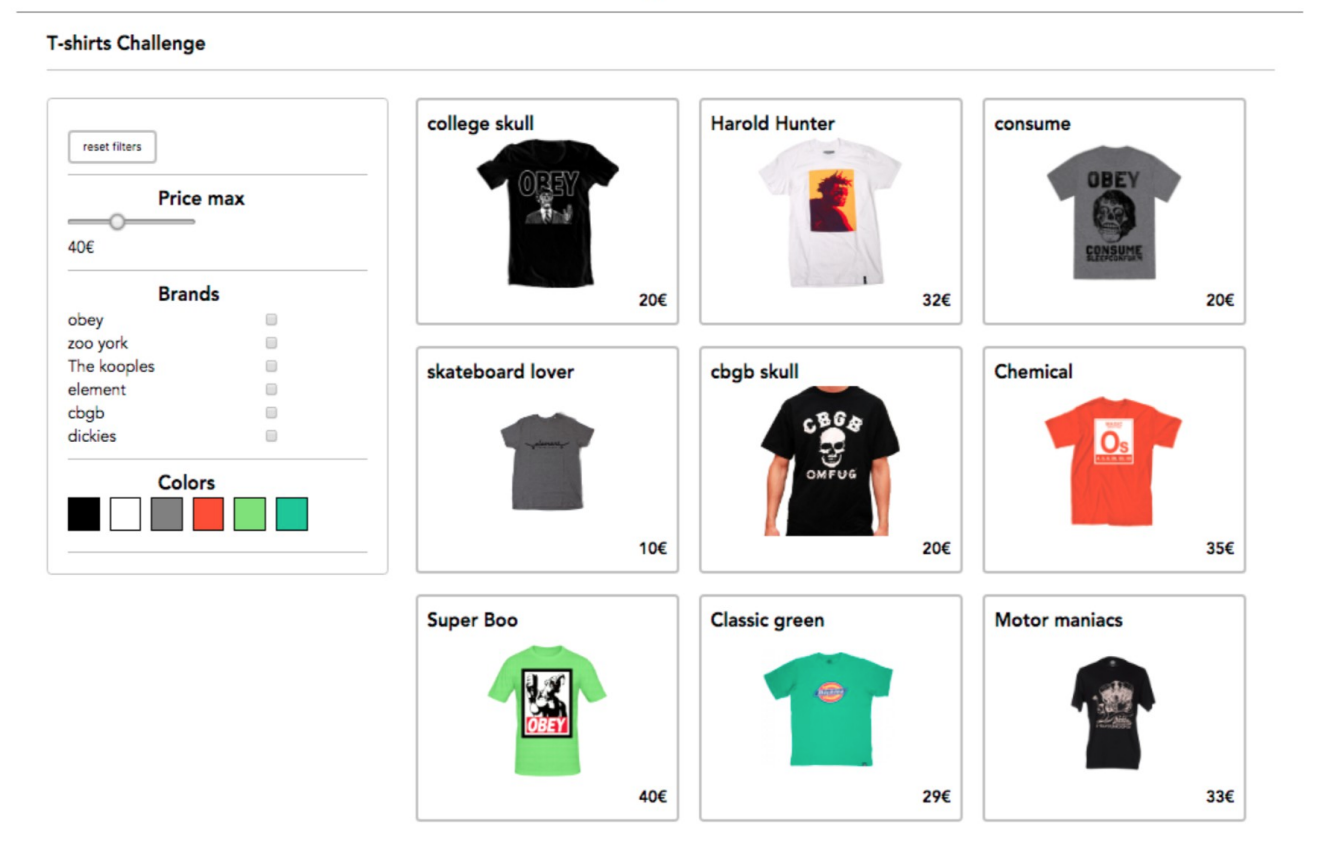 T-shirts Challenge
reset filters
Price max
40€
Brands
obey
zoo york
The kooples
element
cbgb
dickies
Colors
college skull
OBEY
20€
Harold Hunter
32€
consume
OBEY
CONSUME
20€
skateboard lover
10€
cbgb skull
CBGB
OMFUG
20€
Chemical
Os
35€
Super Boo
OBEY
40€
Classic green
29€
Motor maniacs
33€